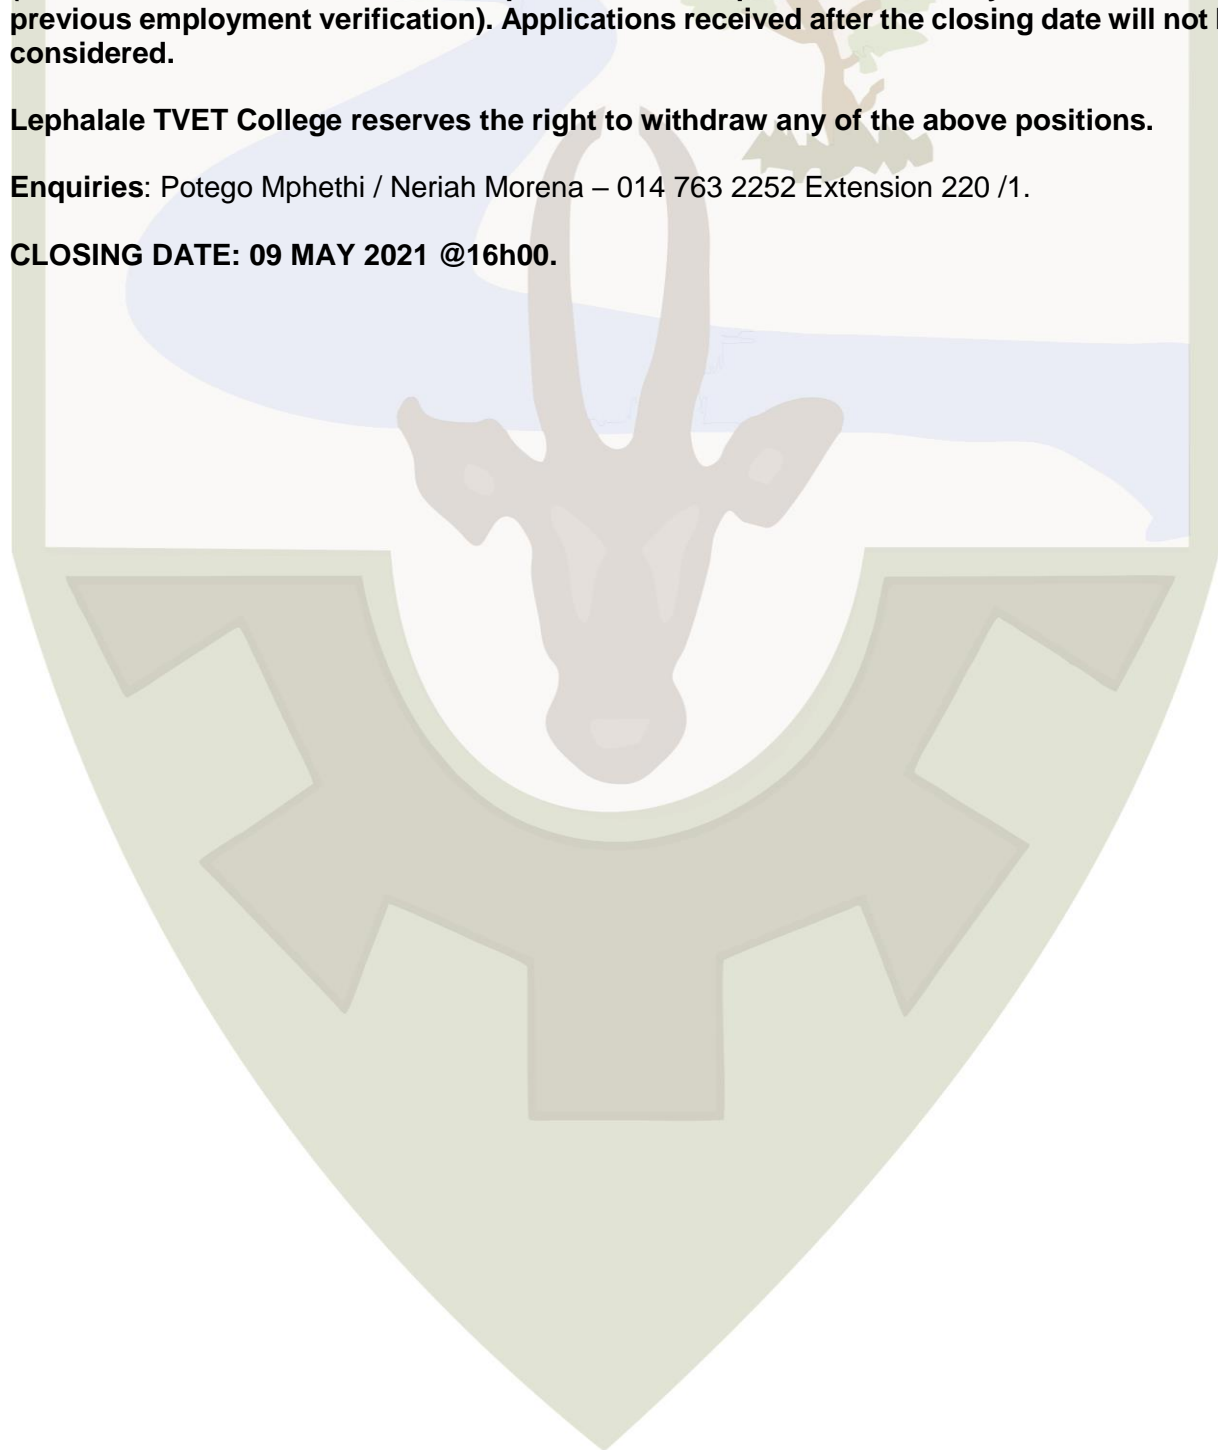 previous employment verification). Applications received after the closing date will not
considered.
Lephalale TVET College reserves the right to withdraw any of the above positions.
Enquiries: Potego Mphethi / Neriah Morena – 014 763 2252 Extension 220 /1.
CLOSING DATE: 09 MAY 2021 @16h00.